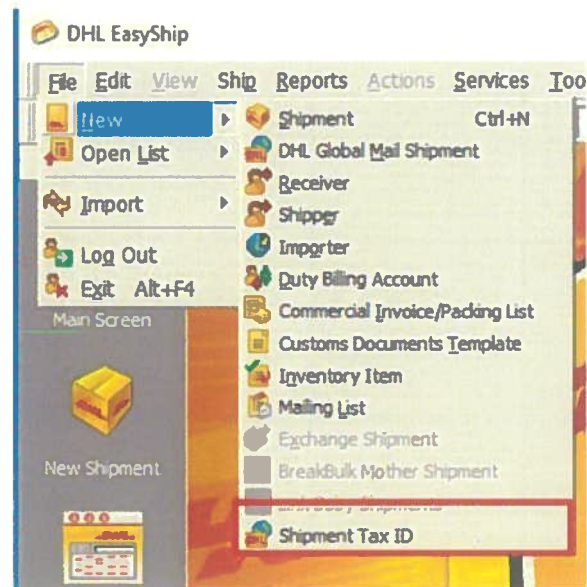 DHL EasyShip
File Edit View Ship Reports Actions Services Too
New
Open List
Import
Log Out
Exit Alt+F4
Shipment Ctrl+N
DHL Global Mail Shipment
Receiver
Shipper
Importer
Duty Billing Account
Commercial Invoice/Packing List
Customs Documents Template
Inventory Item
Mailing List
Exchange Shipment
BreakBulk Mother Shipment
Shipments
Shipment Tax ID
Main Screen
New Shipment